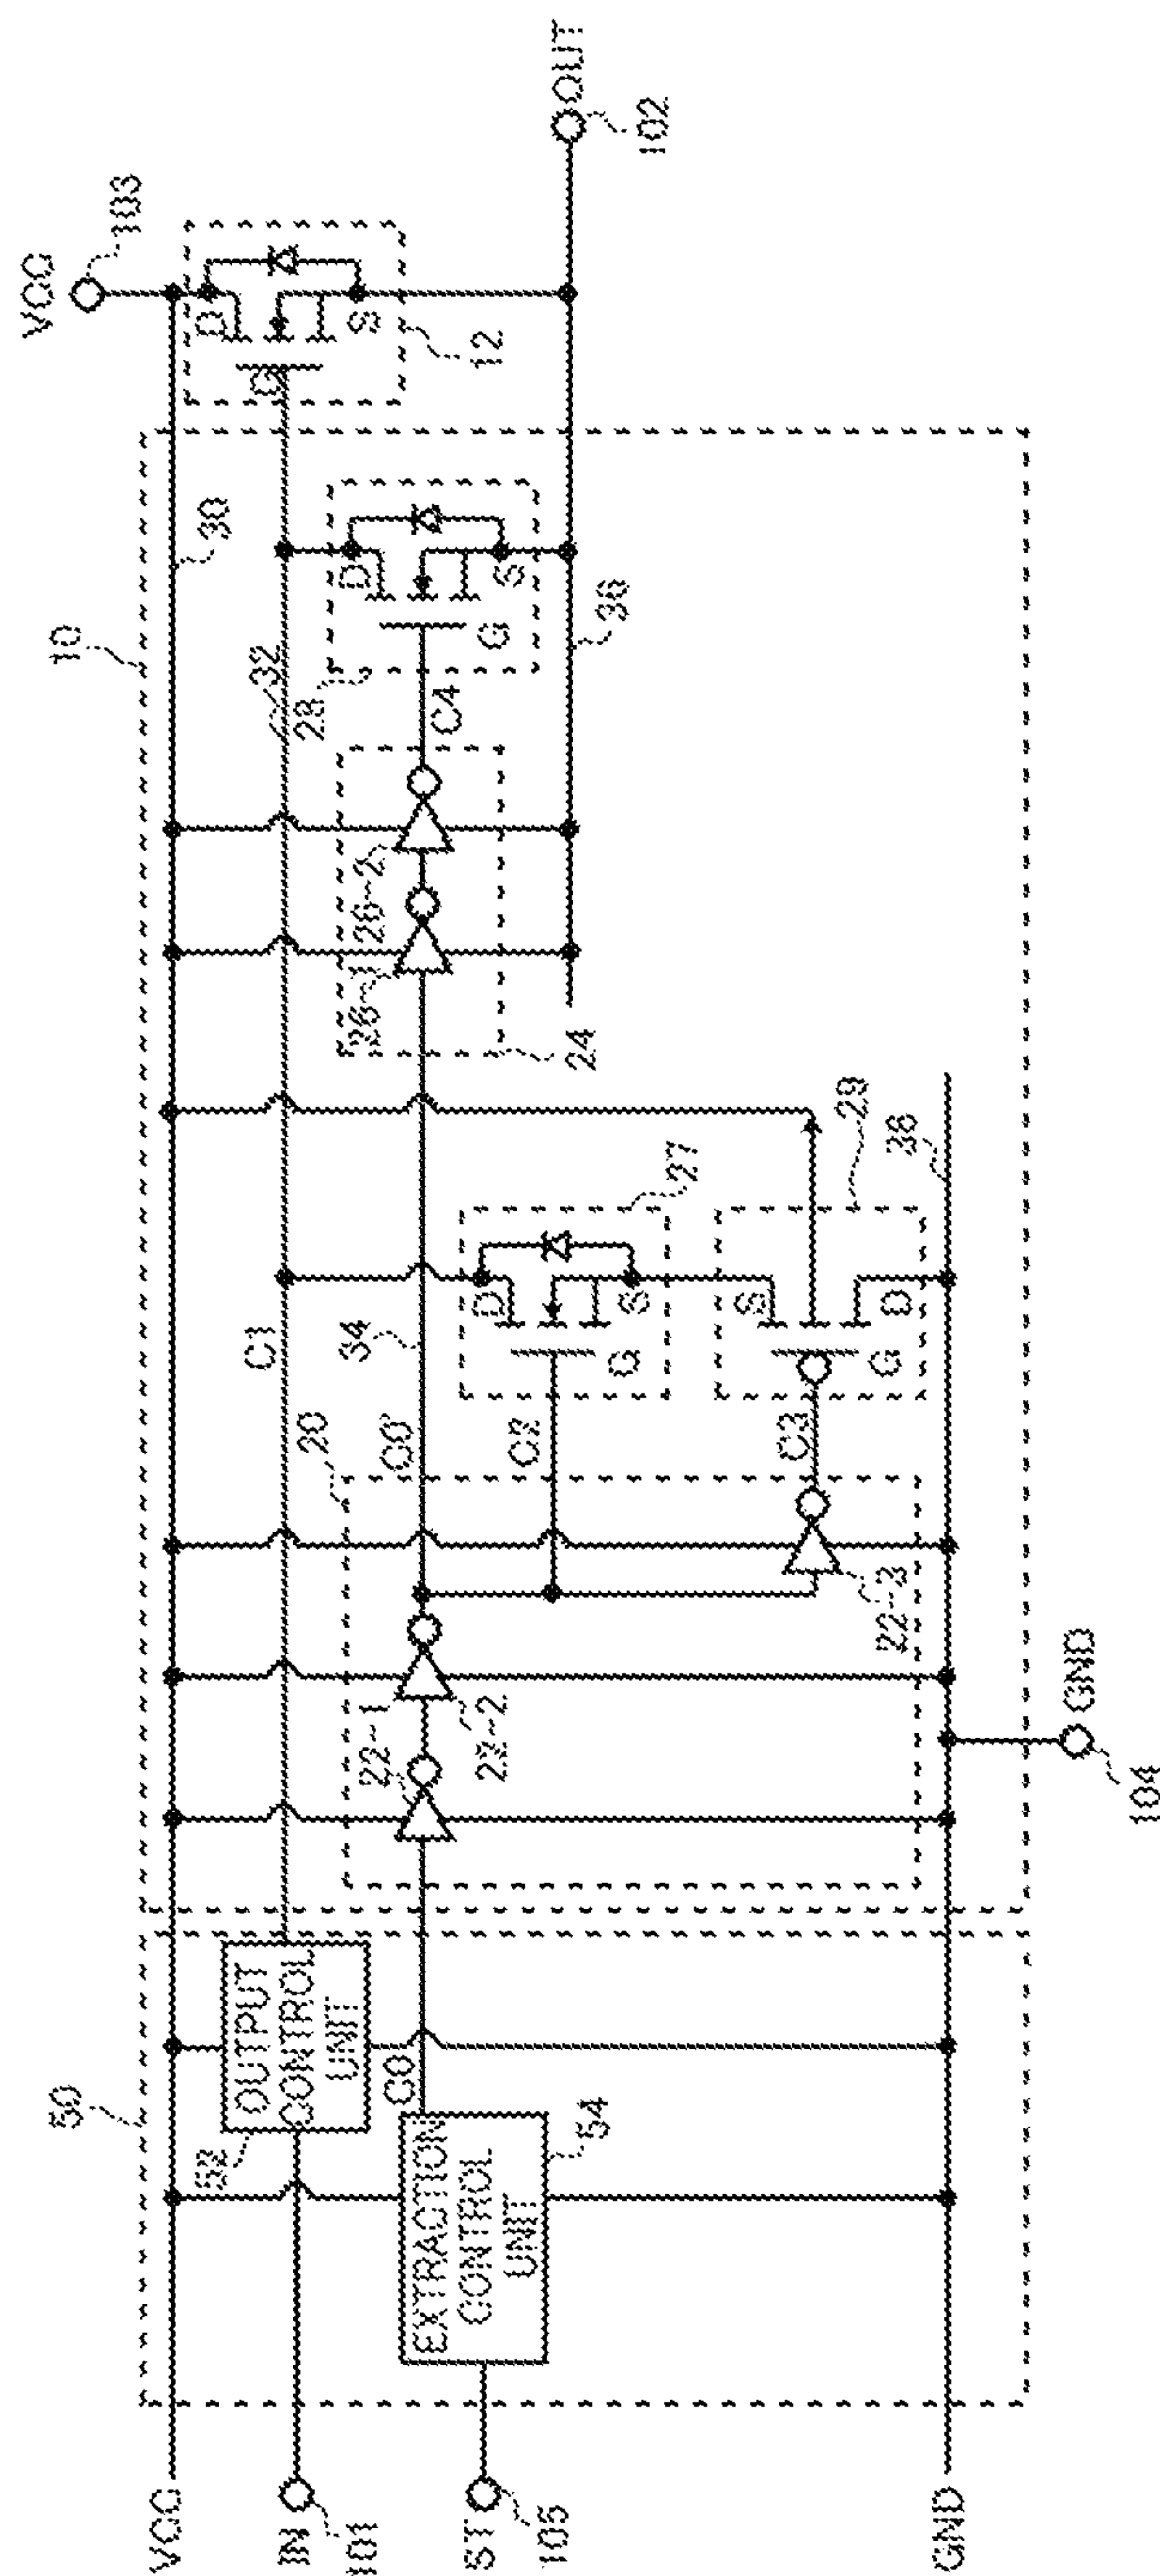 VCC
103
OUT
102
D
G
S
12
10
30
32
28
D
G
S
C4
36
26-1
26-2
24
C1
34
C0'
20
27
D
G
S
C2
29
S
G
D
C3
38
22-1
22-2
22-3
GND
104
50
OUTPUT
CONTROL
UNIT
52
C0
EXTRACTION
CONTROL
UNIT
54
VCC
IN
101
ST
105
GND